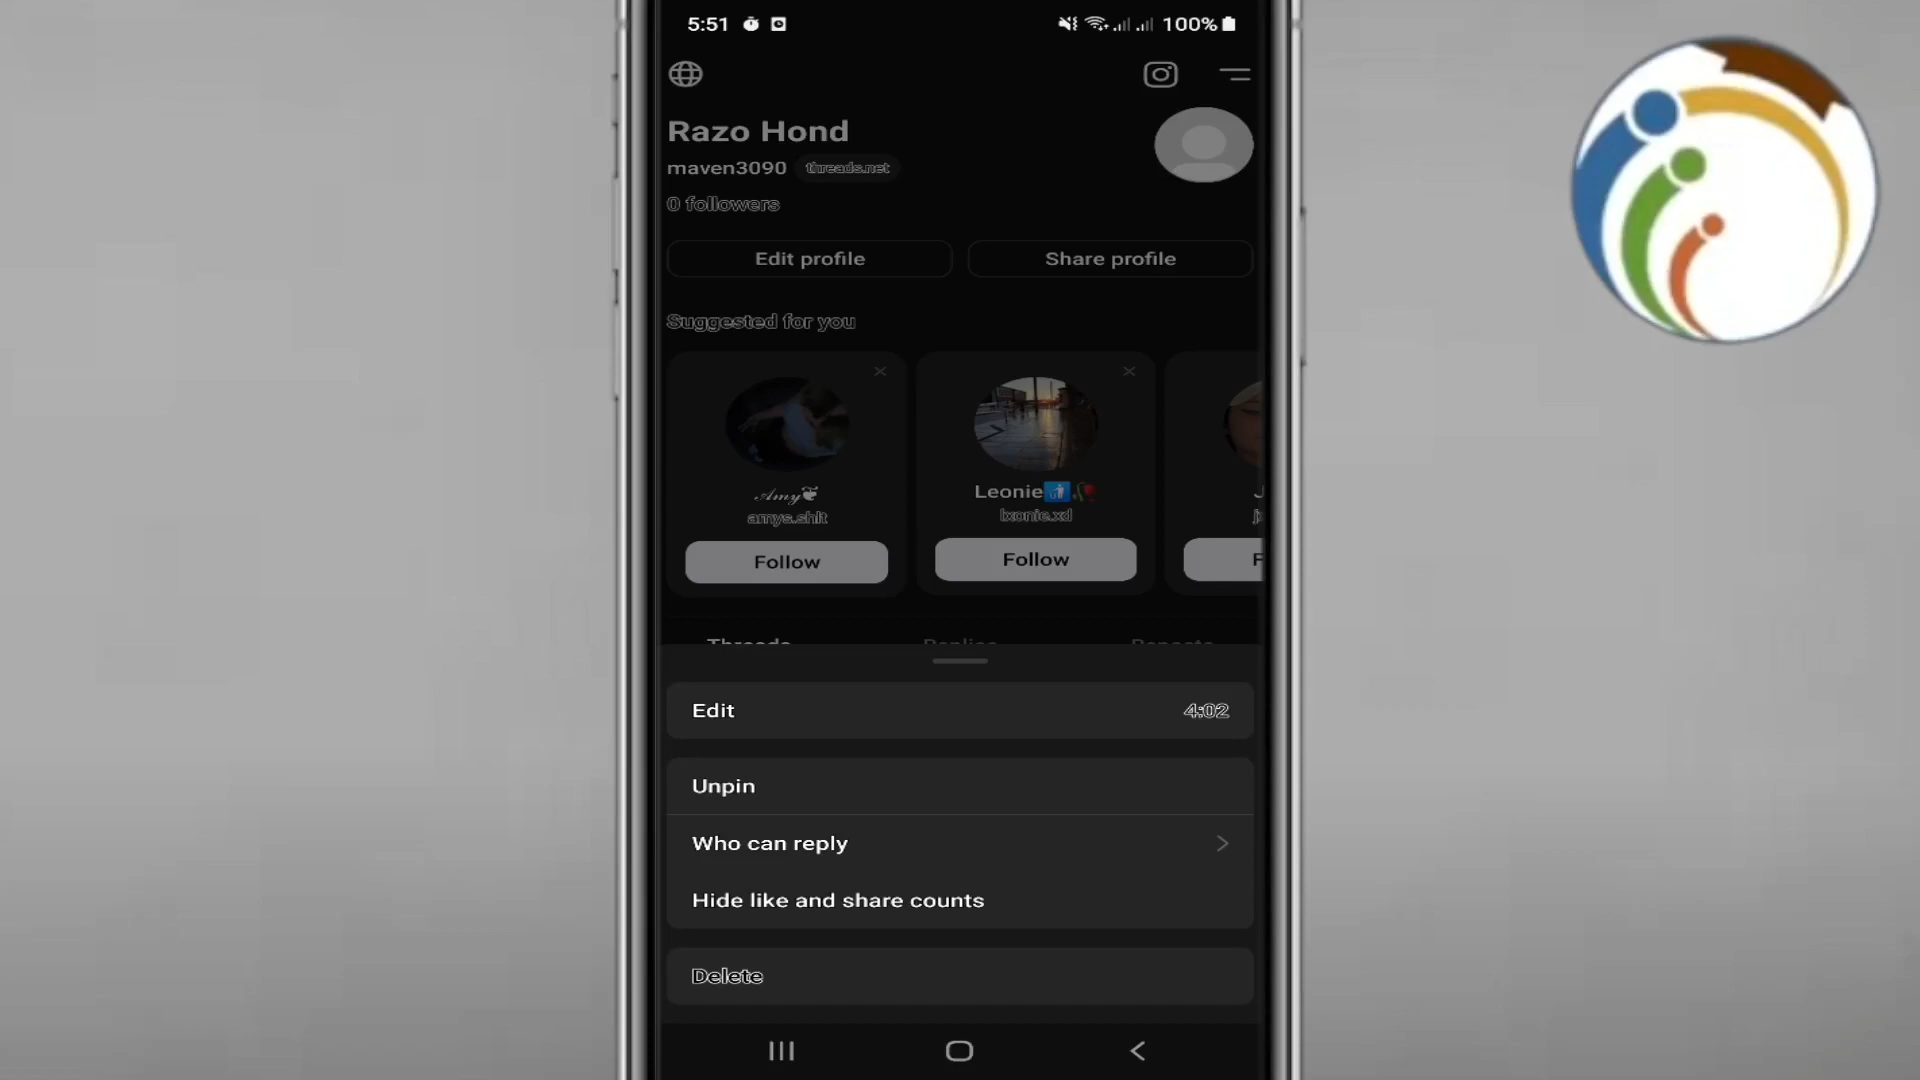 5:51 100%
Razo Hond
maven3090 threads.net
0 followers
Edit profile Share profile
Suggested for you
𝒜𝓂𝓎❦ Leonie🚮🥀 J
amys.shit lxonie.xd
Follow Follow F
Threads Replies Reposts
Edit 4:02
Unpin
Who can reply
Hide like and share counts
Delete